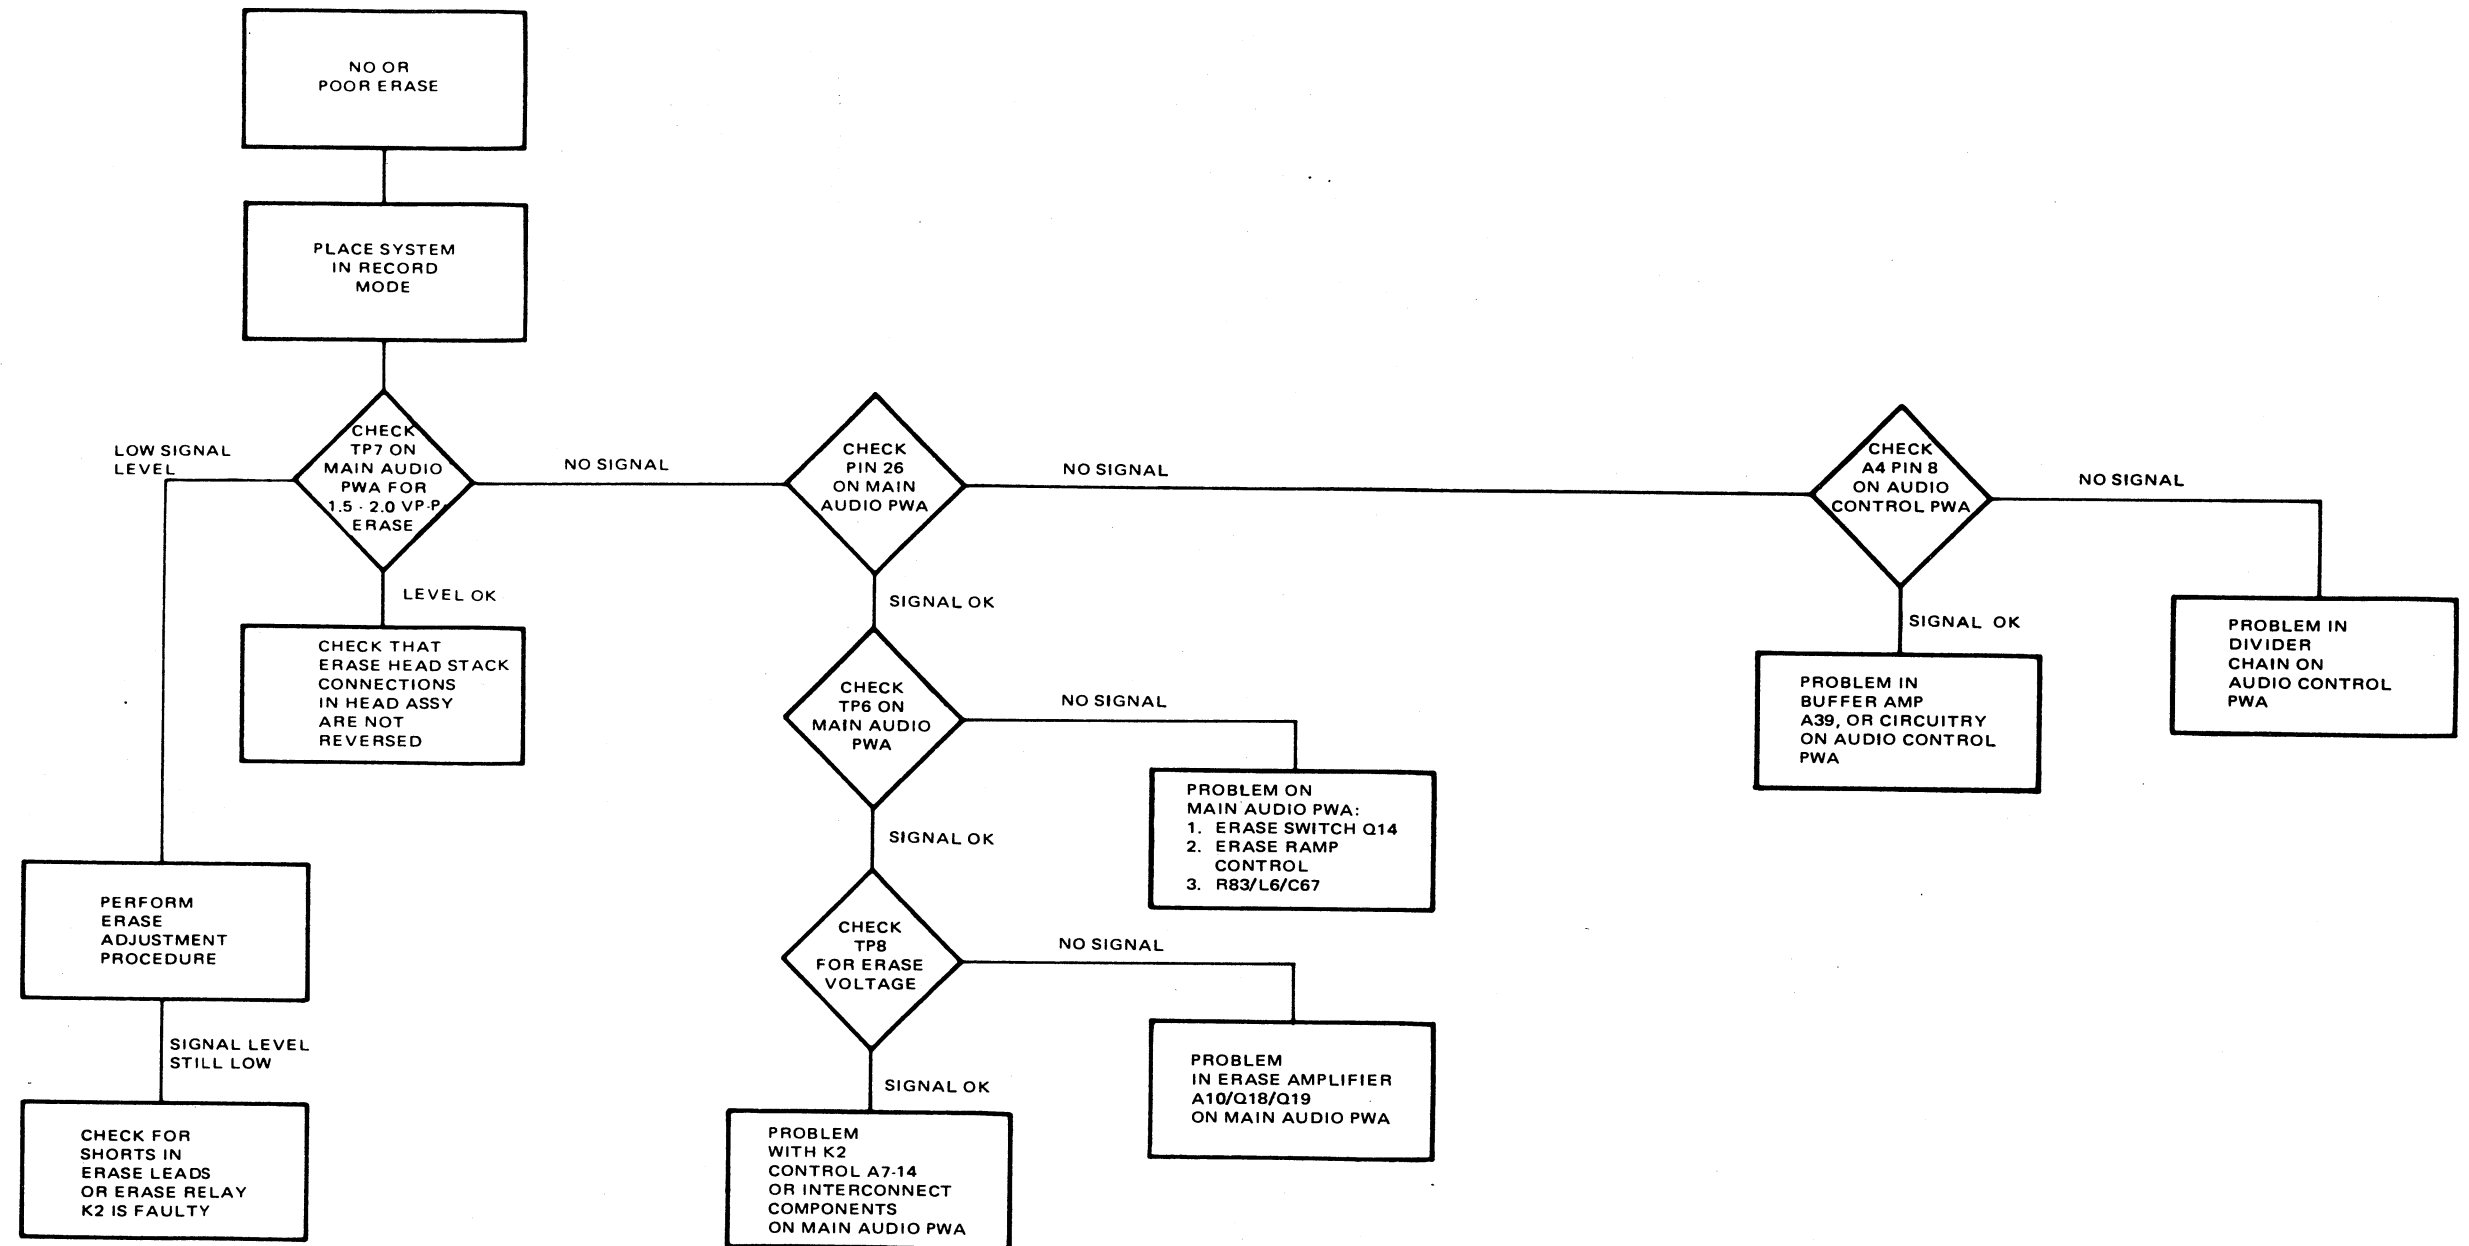 NO OR
POOR ERASE
PLACE SYSTEM
IN RECORD
MODE
LOW SIGNAL
LEVEL
CHECK
TP7 ON
MAIN AUDIO
PWA FOR
1.5 - 2.0 VP-P
ERASE
NO SIGNAL
CHECK
PIN 26
ON MAIN
AUDIO PWA
NO SIGNAL
CHECK
A4 PIN 8
ON AUDIO
CONTROL PWA
NO SIGNAL
LEVEL OK
CHECK THAT
ERASE HEAD STACK
CONNECTIONS
IN HEAD ASSY
ARE NOT
REVERSED
SIGNAL OK
CHECK
TP6 ON
MAIN AUDIO
PWA
NO SIGNAL
SIGNAL OK
PROBLEM IN
BUFFER AMP
A39, OR CIRCUITRY
ON AUDIO CONTROL
PWA
PROBLEM IN
DIVIDER
CHAIN ON
AUDIO CONTROL
PWA
PROBLEM ON
MAIN AUDIO PWA:
1. ERASE SWITCH Q14
2. ERASE RAMP
CONTROL
3. R83/L6/C67
SIGNAL OK
PERFORM
ERASE
ADJUSTMENT
PROCEDURE
CHECK
TP8
FOR ERASE
VOLTAGE
NO SIGNAL
SIGNAL LEVEL
STILL LOW
SIGNAL OK
PROBLEM
IN ERASE AMPLIFIER
A10/Q18/Q19
ON MAIN AUDIO PWA
CHECK FOR
SHORTS IN
ERASE LEADS
OR ERASE RELAY
K2 IS FAULTY
PROBLEM
WITH K2
CONTROL A7-14
OR INTERCONNECT
COMPONENTS
ON MAIN AUDIO PWA